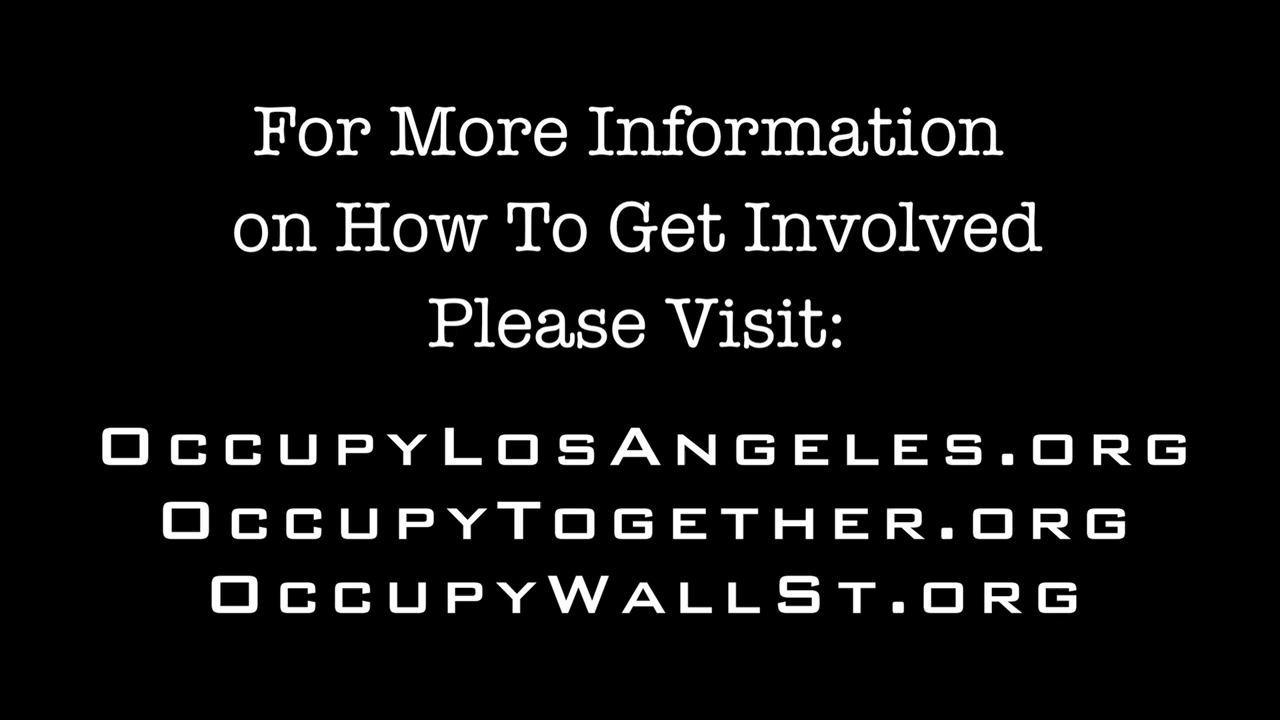 For More Information
on How To Get Involved
Please Visit:
OccupyLosAngeles.org
OccupyTogether.org
OccupyWallSt.org